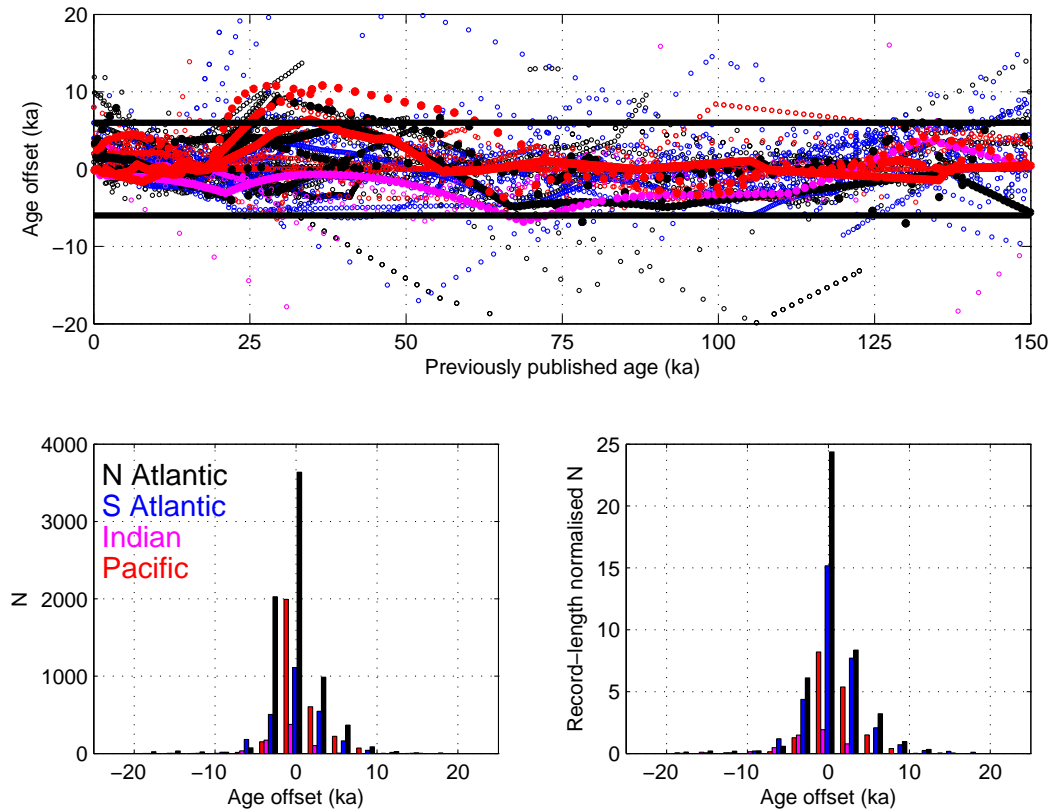 20
10
0
−10
−20
Age offset (ka)
0 25 50 75 100 125 150
Previously published age (ka)
4000
3000
2000
1000
0
N
N Atlantic
S Atlantic
Indian
Pacific
−20 −10 0 10 20
Age offset (ka)
25
20
15
10
5
0
Record−length normalised N
−20 −10 0 10 20
Age offset (ka)